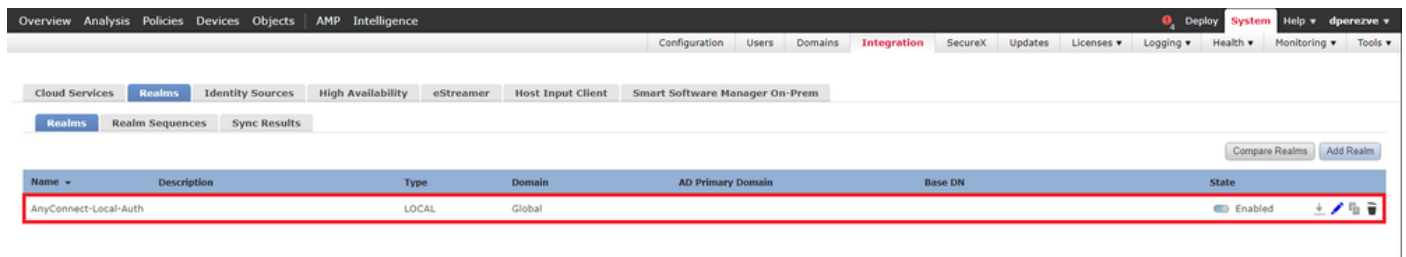 Overview Analysis Policies Devices Objects AMP Intelligence 4 Deploy System Help dperezve
Configuration Users Domains Integration SecureX Updates Licenses Logging Health Monitoring Tools
Cloud Services Realms Identity Sources High Availability eStreamer Host Input Client Smart Software Manager On-Prem
Realms Realm Sequences Sync Results
Compare Realms Add Realm
Name Description Type Domain AD Primary Domain Base DN State
AnyConnect-Local-Auth LOCAL Global Enabled